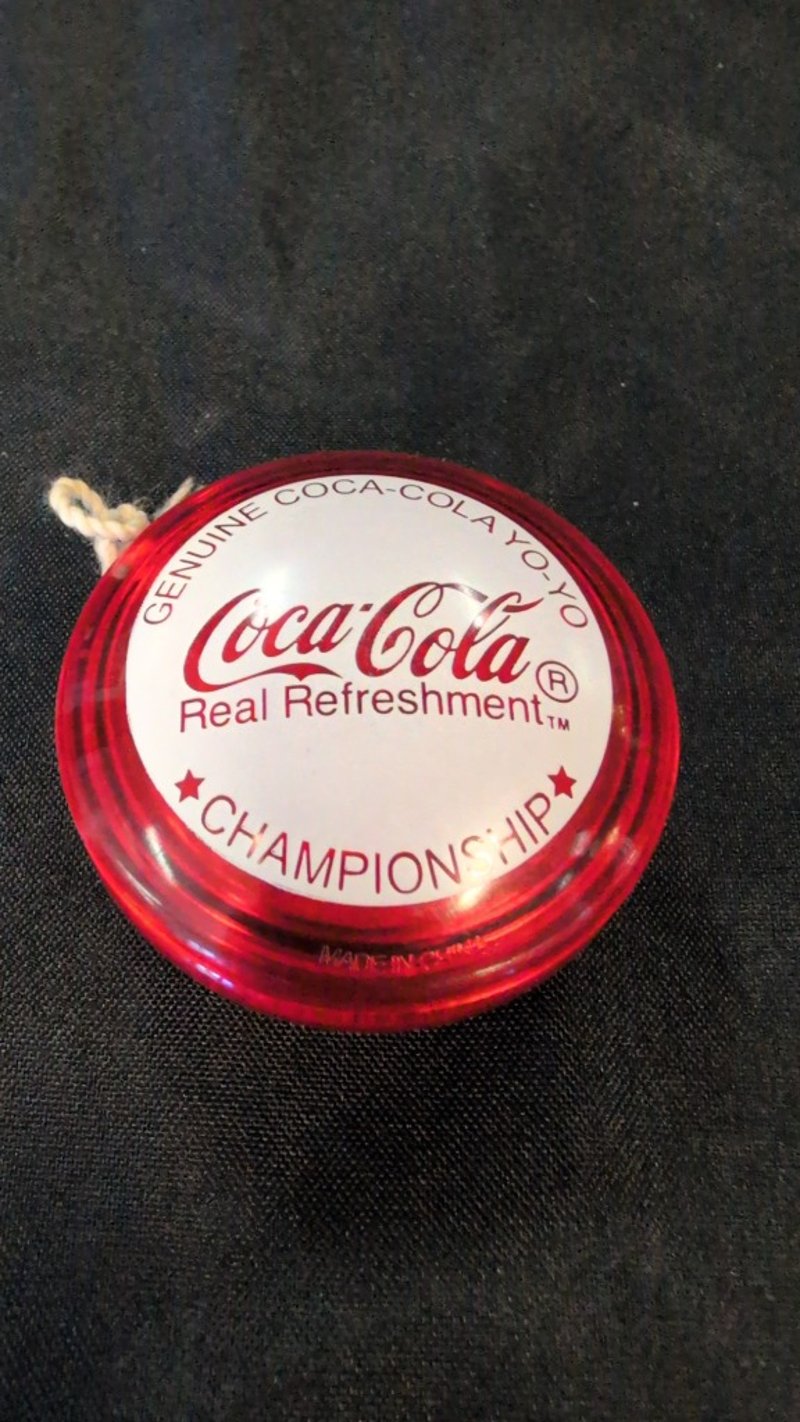 GENUINE COCA-COLA YO-YO
Coca-Cola ®
Real Refreshment™
★ CHAMPIONSHIP ★
MADE IN CHINA